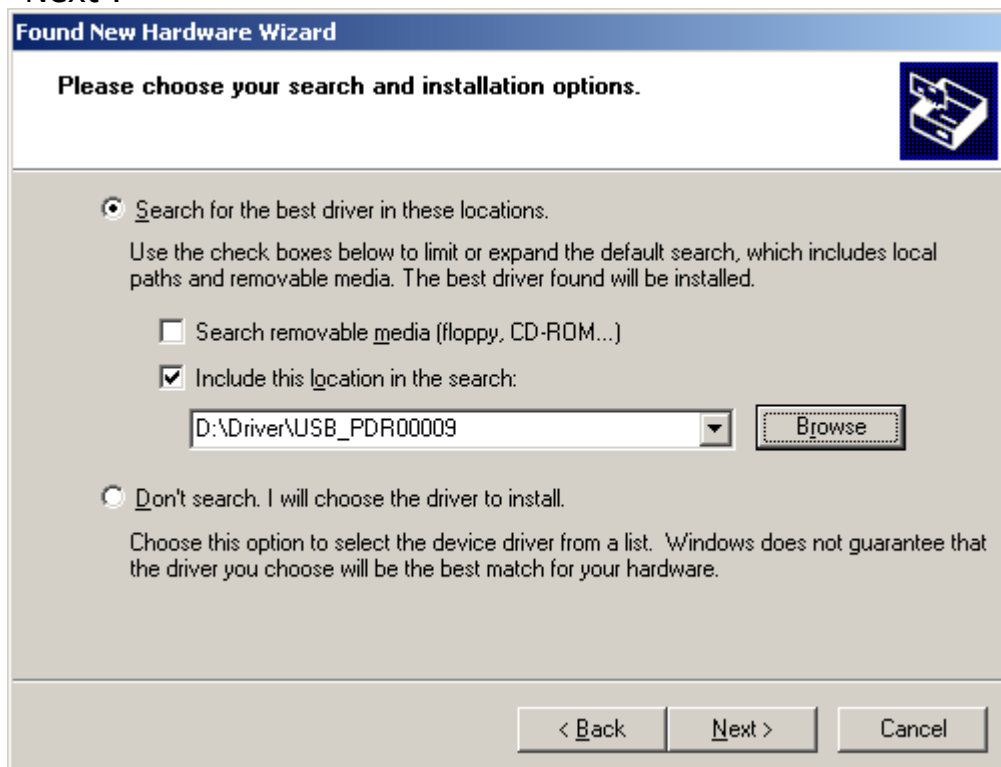 Next".
Found New Hardware Wizard
Please choose your search and installation options.
Search for the best driver in these locations.
Use the check boxes below to limit or expand the default search, which includes local
paths and removable media. The best driver found will be installed.
Search removable media (floppy, CD-ROM...)
Include this location in the search:
D:\Driver\USB_PDR00009
Browse
Don't search. I will choose the driver to install.
Choose this option to select the device driver from a list. Windows does not guarantee that
the driver you choose will be the best match for your hardware.
< Back
Next >
Cancel